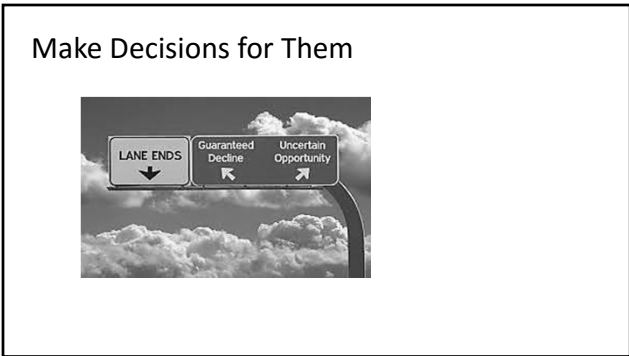 Make Decisions for Them
LANE ENDS
Guaranteed
Decline
Uncertain
Opportunity